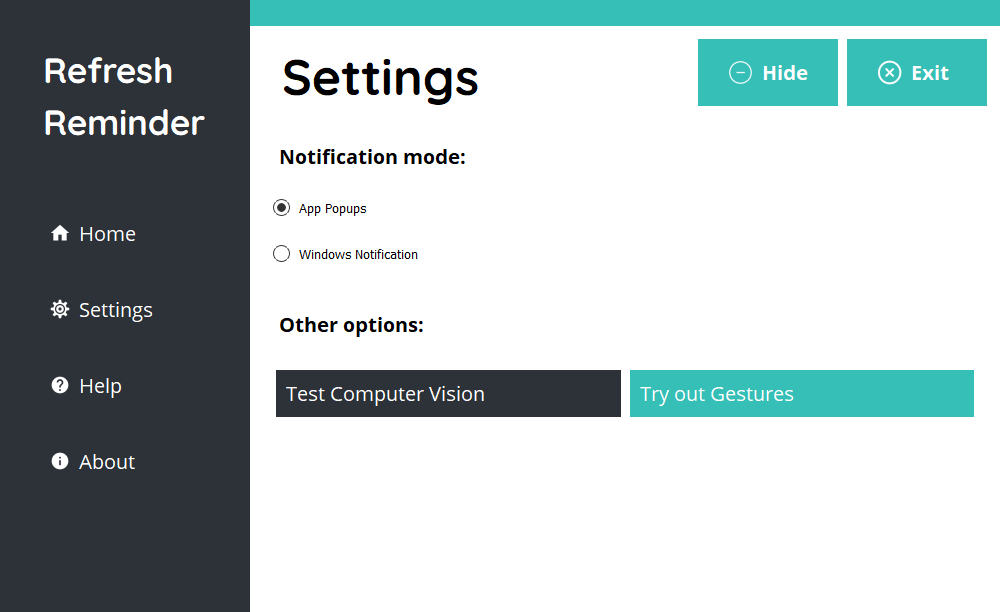 Refresh
Reminder
Home
Settings
Help
About
Settings
Hide
Exit
Notification mode:
App Popups
Windows Notification
Other options:
Test Computer Vision
Try out Gestures